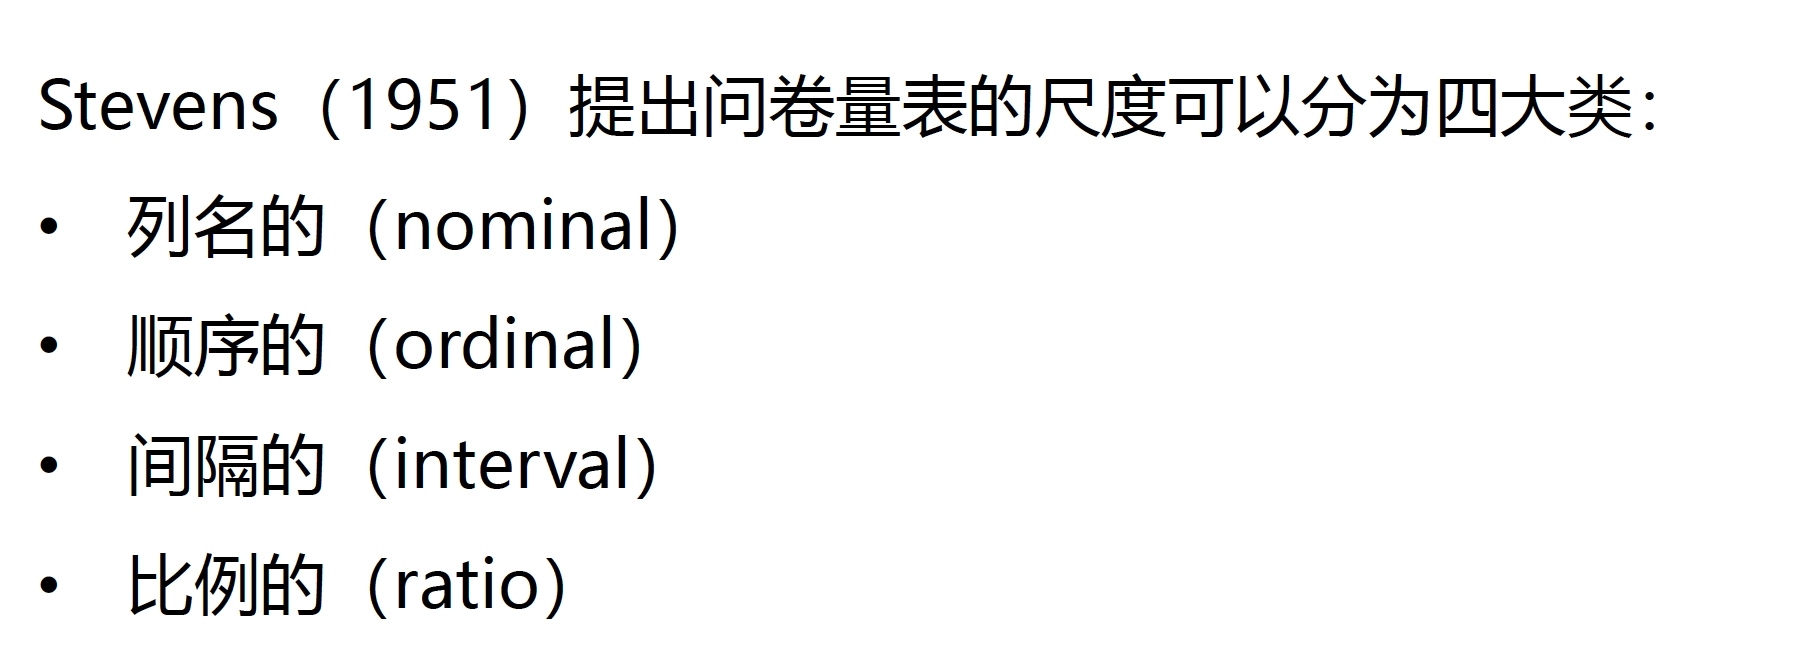 Stevens（1951）提出问卷量表的尺度可以分为四大类：
• 列名的（nominal）
• 顺序的（ordinal）
• 间隔的（interval）
• 比例的（ratio）